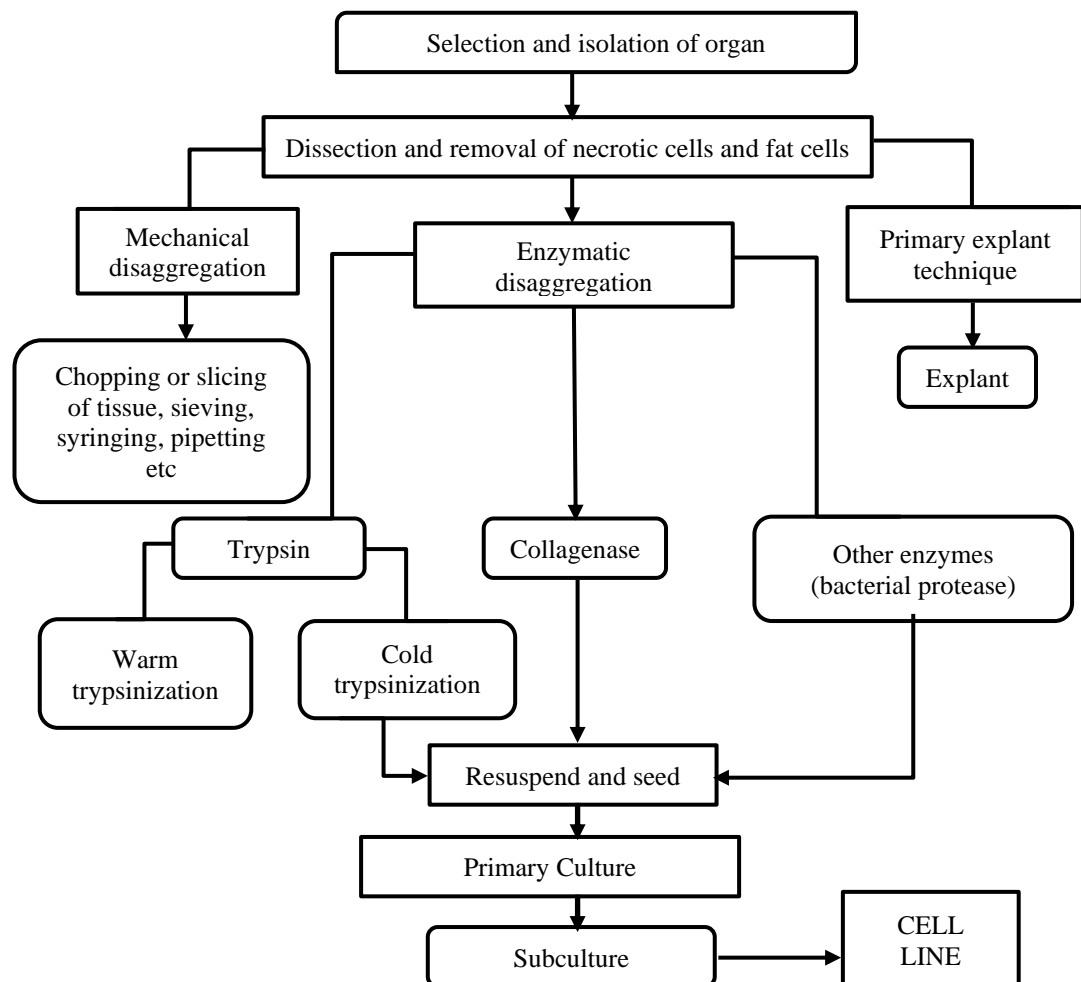 Selection and isolation of organ
Dissection and removal of necrotic cells and fat cells
Mechanical
disaggregation
Enzymatic
disaggregation
Primary explant
technique
Chopping or slicing
of tissue, sieving,
syringing, pipetting
etc
Explant
Trypsin
Collagenase
Other enzymes
(bacterial protease)
Warm
trypsinization
Cold
trypsinization
Resuspend and seed
Primary Culture
Subculture
CELL
LINE